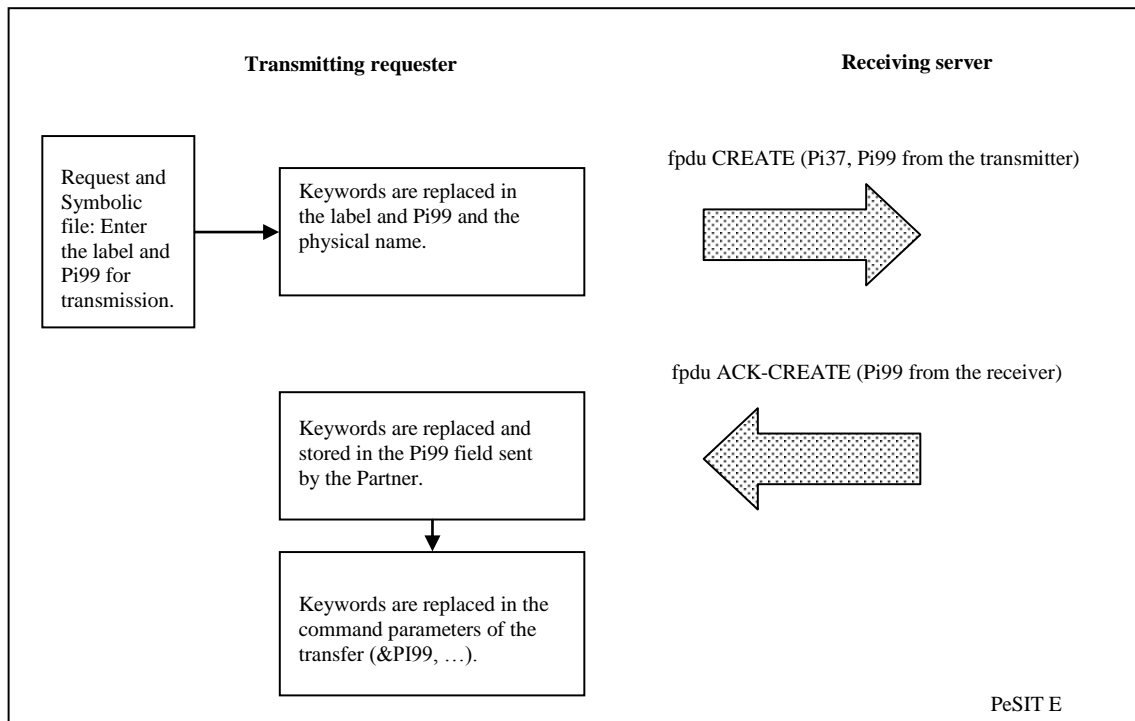 Transmitting requester
Receiving server
Request and
Symbolic
file: Enter
the label and
Pi99 for
transmission.
Keywords are replaced in
the label and Pi99 and the
physical name.
fpdu CREATE (Pi37, Pi99 from the transmitter)
fpdu ACK-CREATE (Pi99 from the receiver)
Keywords are replaced and
stored in the Pi99 field sent
by the Partner.
Keywords are replaced in the
command parameters of the
transfer (&PI99, …).
PeSIT E